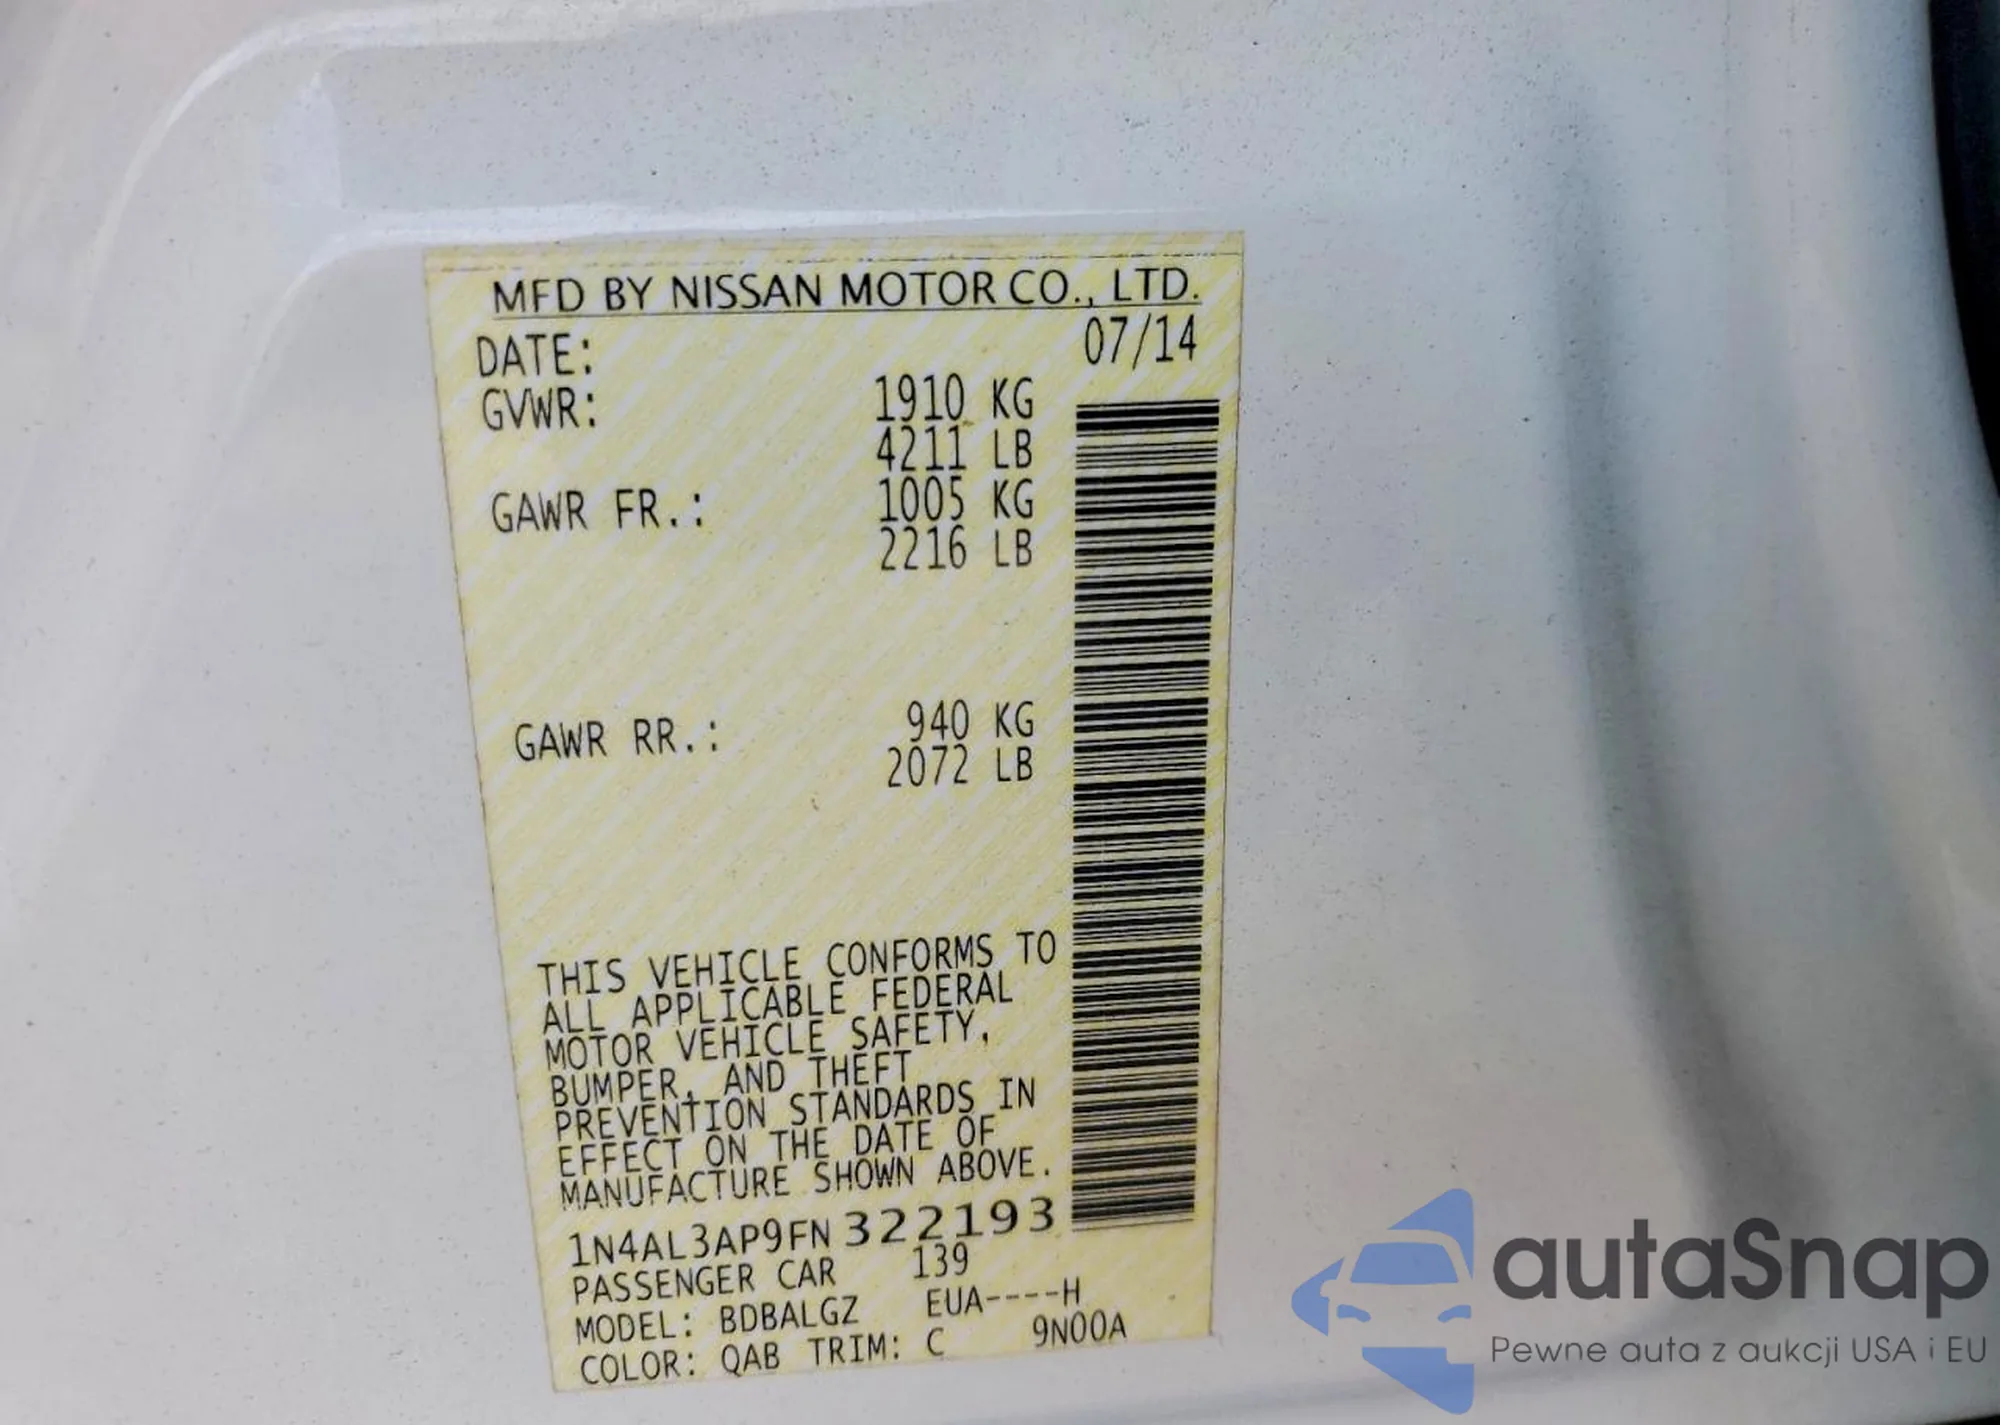 MFD BY NISSAN MOTOR CO., LTD.
DATE: 07/14
GVWR: 1910 KG
4211 LB
GAWR FR.: 1005 KG
2216 LB
GAWR RR.: 940 KG
2072 LB
THIS VEHICLE CONFORMS TO
ALL APPLICABLE FEDERAL
MOTOR VEHICLE SAFETY,
BUMPER, AND THEFT
PREVENTION STANDARDS IN
EFFECT ON THE DATE OF
MANUFACTURE SHOWN ABOVE.
1N4AL3AP9FN 322193
PASSENGER CAR 139
MODEL: BDBALGZ EUA----H
COLOR: QAB TRIM: C 9N00A
autaSnap
Pewne auta z aukcji USA i EU